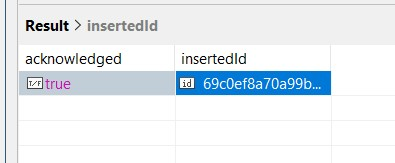 Result > insertedId
acknowledged insertedId
T/F true id 69c0ef8a70a99b...